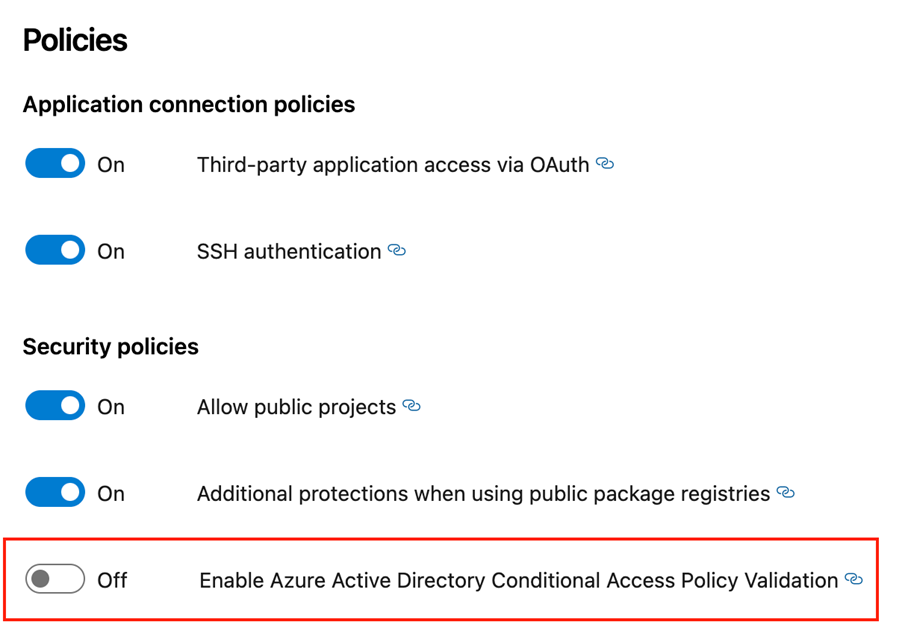 Policies
Application connection policies
On Third-party application access via OAuth
On SSH authentication
Security policies
On Allow public projects
On Additional protections when using public package registries
Off Enable Azure Active Directory Conditional Access Policy Validation